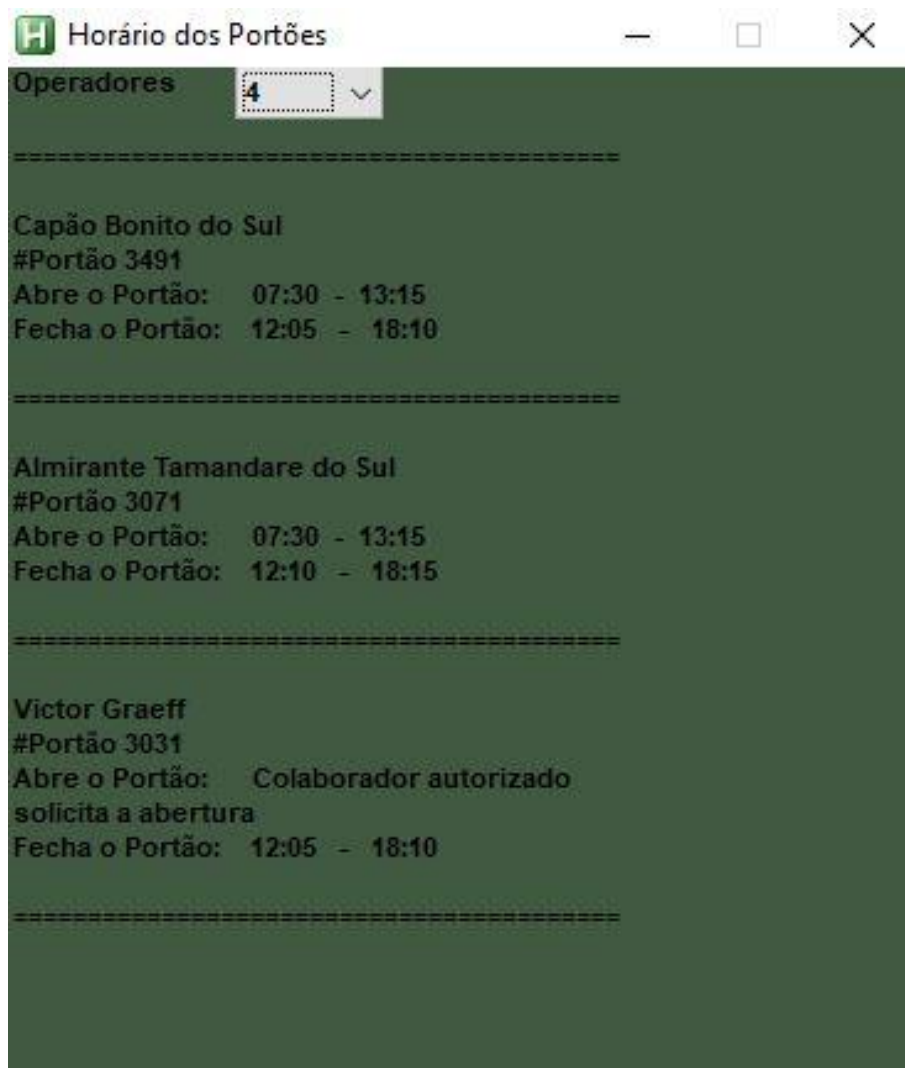 Horário dos Portões
Operadores 4
=========================================
Capão Bonito do Sul
#Portão 3491
Abre o Portão: 07:30 - 13:15
Fecha o Portão: 12:05 - 18:10
=========================================
Almirante Tamandare do Sul
#Portão 3071
Abre o Portão: 07:30 - 13:15
Fecha o Portão: 12:10 - 18:15
=========================================
Victor Graeff
#Portão 3031
Abre o Portão: Colaborador autorizado
solicita a abertura
Fecha o Portão: 12:05 - 18:10
=========================================